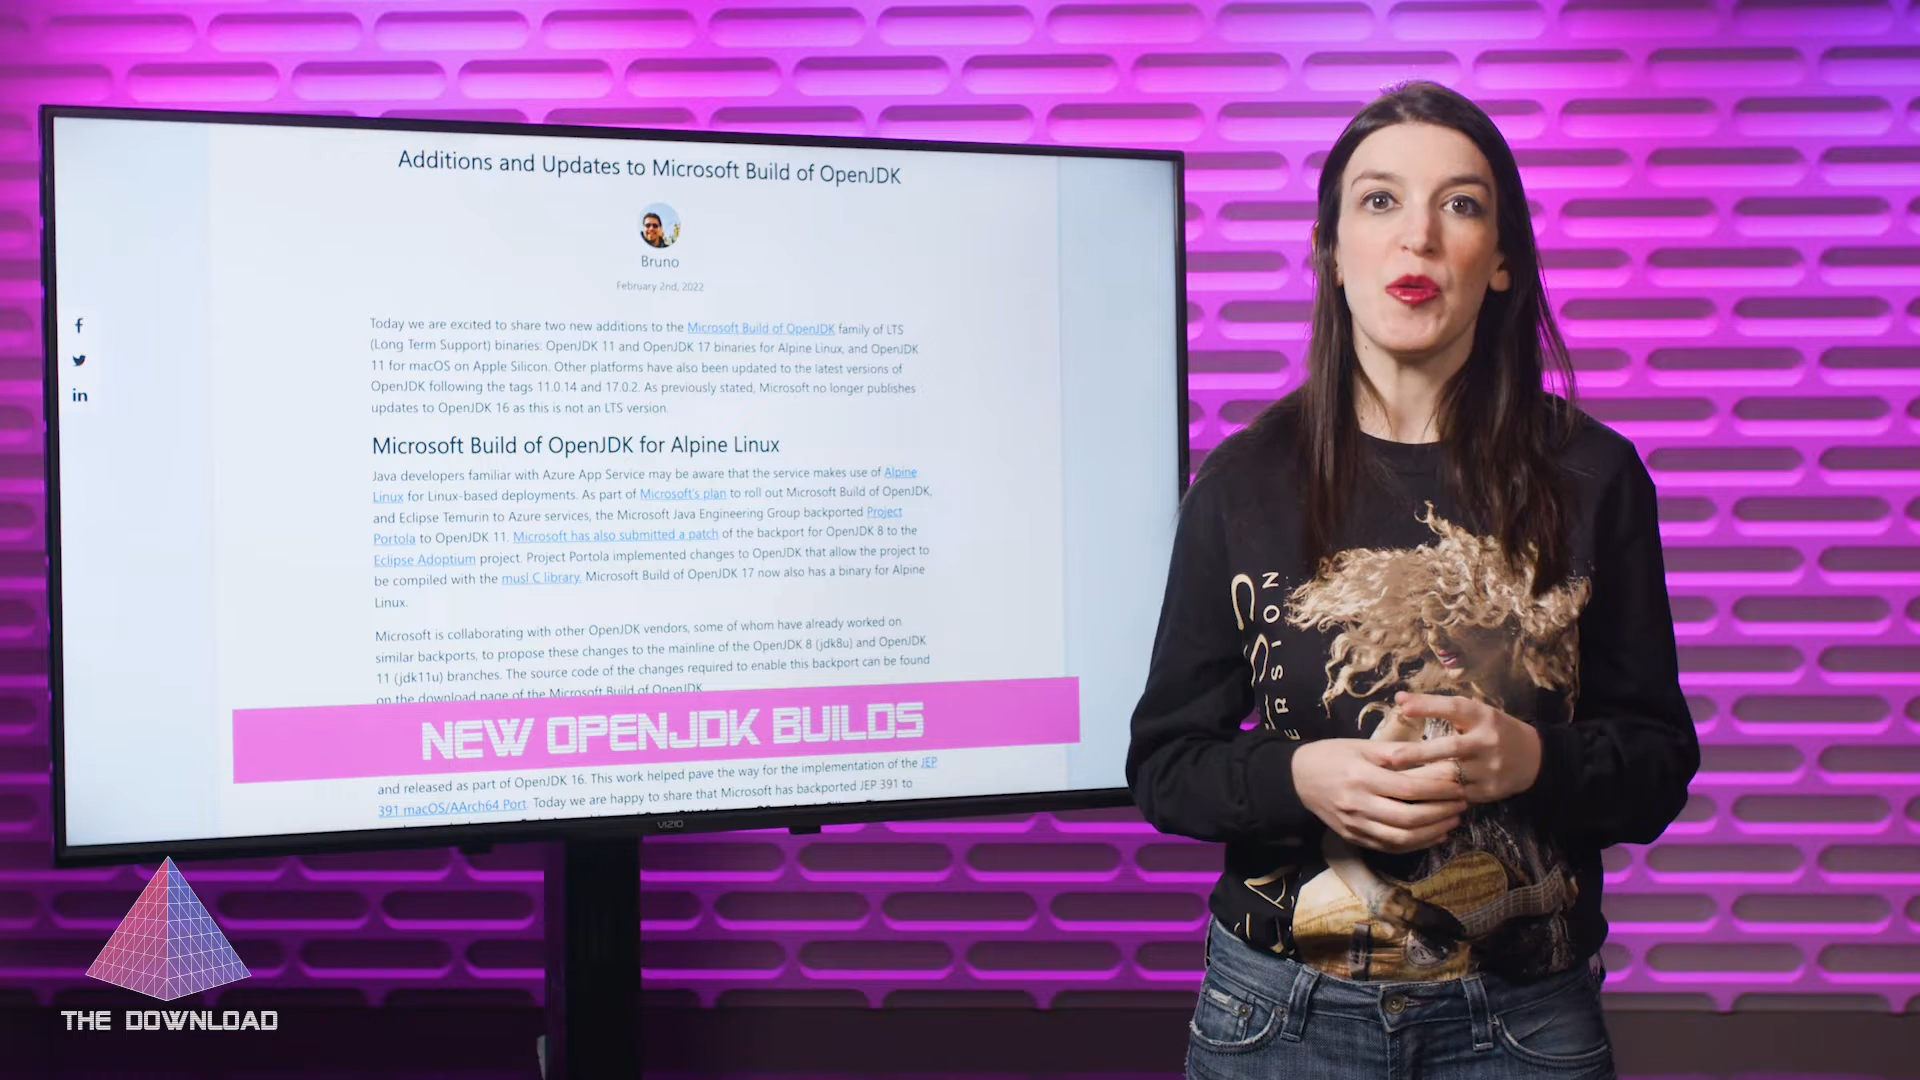 Additions and Updates to Microsoft Build of OpenJDK
Bruno
February 2nd, 2022
f
in
Today we are excited to share two new additions to the Microsoft Build of OpenJDK family of LTS
(Long Term Support) binaries: OpenJDK 11 and OpenJDK 17 binaries for Alpine Linux, and OpenJDK
11 for macOS on Apple Silicon. Other platforms have also been updated to the latest versions of
OpenJDK following the tags 11.0.14 and 17.0.2. As previously stated, Microsoft no longer publishes
updates to OpenJDK 16 as this is not an LTS version.
Microsoft Build of OpenJDK for Alpine Linux
Java developers familiar with Azure App Service may be aware that the service makes use of Alpine
Linux for Linux-based deployments. As part of Microsoft's plan to roll out Microsoft Build of OpenJDK,
and Eclipse Temurin to Azure services, the Microsoft Java Engineering Group backported Project
Portola to OpenJDK 11. Microsoft has also submitted a patch of the backport for OpenJDK 8 to the
Eclipse Adoptium project. Project Portola implemented changes to OpenJDK that allow the project to
be compiled with the musl C library. Microsoft Build of OpenJDK 17 now also has a binary for Alpine
Linux.
Microsoft is collaborating with other OpenJDK vendors, some of whom have already worked on
similar backports, to propose these changes to the mainline of the OpenJDK 8 (jdk8u) and OpenJDK
11 (jdk11u) branches. The source code of the changes required to enable this backport can be found
on the download page of the Microsoft Build of OpenJDK.
NEW OPENJDK BUILDS
and released as part of OpenJDK 16. This work helped pave the way for the implementation of the JEP
391 macOS/AArch64 Port. Today we are happy to share that Microsoft has backported JEP 391 to
VIZIO
THE DOWNLOAD